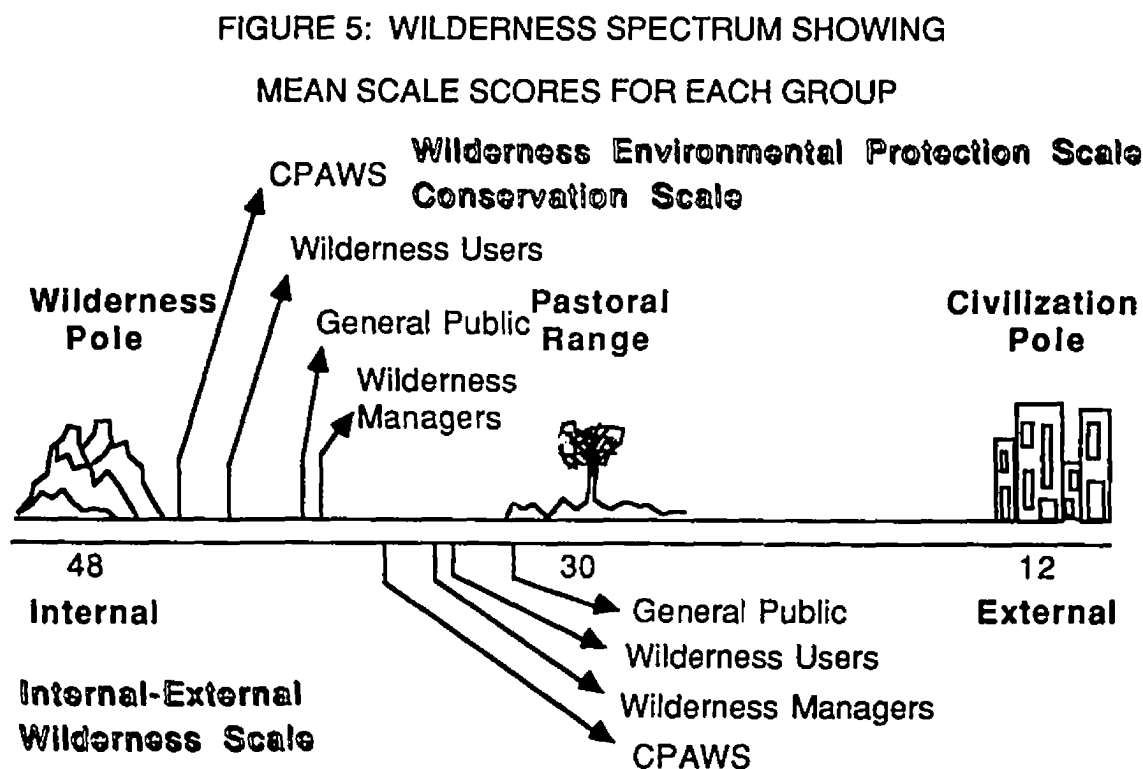 FIGURE 5: WILDERNESS SPECTRUM SHOWING
MEAN SCALE SCORES FOR EACH GROUP
Wilderness Environmental Protection Scale
Conservation Scale
CPAWS
Wilderness Users
General Public
Wilderness
Managers
Wilderness
Pole
Pastoral
Range
Civilization
Pole
48
30
12
Internal
External
General Public
Wilderness Users
Wilderness Managers
CPAWS
Internal-External
Wilderness Scale